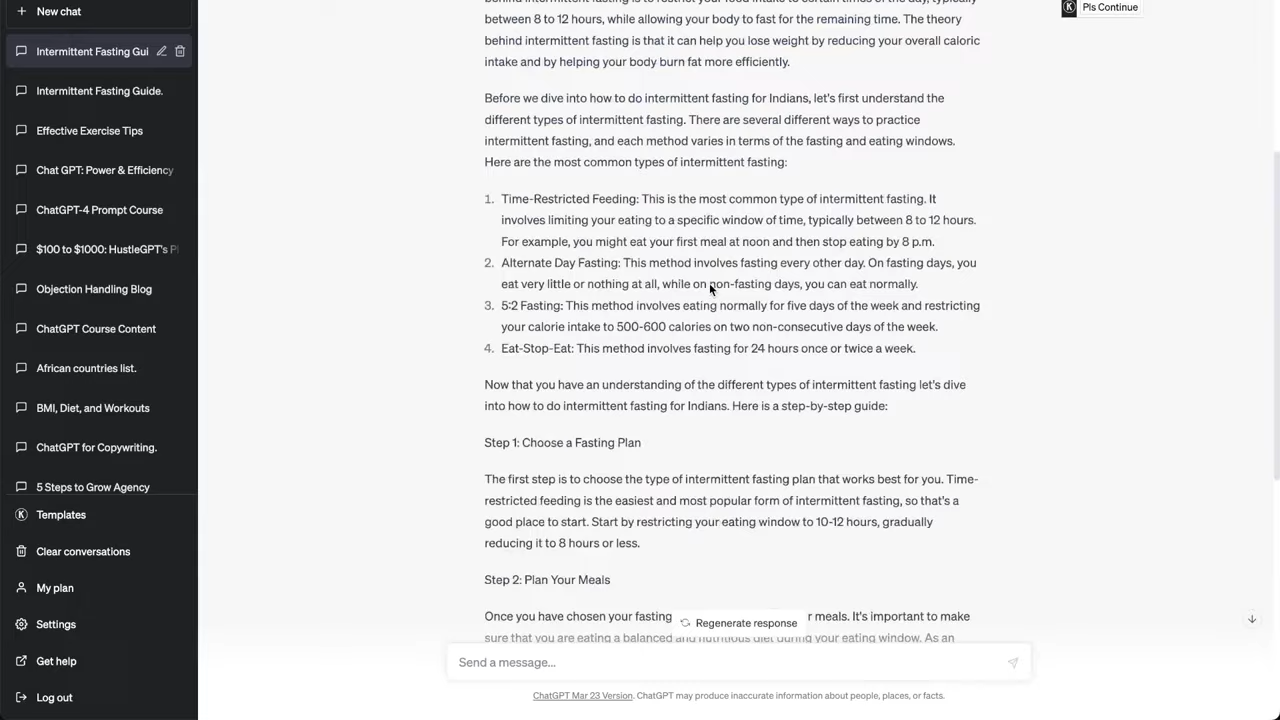 New chat
Intermittent Fasting Gui
Intermittent Fasting Guide.
Effective Exercise Tips
Chat GPT: Power & Efficiency
ChatGPT-4 Prompt Course
$100 to $1000: HustleGPT's Pl
Objection Handling Blog
ChatGPT Course Content
African countries list.
BMI, Diet, and Workouts
ChatGPT for Copywriting.
5 Steps to Grow Agency
Templates
Clear conversations
My plan
Settings
Get help
Log out
between 8 to 12 hours, while allowing your body to fast for the remaining time. The theory
behind intermittent fasting is that it can help you lose weight by reducing your overall caloric
intake and by helping your body burn fat more efficiently.
Before we dive into how to do intermittent fasting for Indians, let's first understand the
different types of intermittent fasting. There are several different ways to practice
intermittent fasting, and each method varies in terms of the fasting and eating windows.
Here are the most common types of intermittent fasting:
1. Time-Restricted Feeding: This is the most common type of intermittent fasting. It
involves limiting your eating to a specific window of time, typically between 8 to 12 hours.
For example, you might eat your first meal at noon and then stop eating by 8 p.m.
2. Alternate Day Fasting: This method involves fasting every other day. On fasting days, you
eat very little or nothing at all, while on non-fasting days, you can eat normally.
3. 5:2 Fasting: This method involves eating normally for five days of the week and restricting
your calorie intake to 500-600 calories on two non-consecutive days of the week.
4. Eat-Stop-Eat: This method involves fasting for 24 hours once or twice a week.
Now that you have an understanding of the different types of intermittent fasting let's dive
into how to do intermittent fasting for Indians. Here is a step-by-step guide:
Step 1: Choose a Fasting Plan
The first step is to choose the type of intermittent fasting plan that works best for you. Time-
restricted feeding is the easiest and most popular form of intermittent fasting, so that's a
good place to start. Start by restricting your eating window to 10-12 hours, gradually
reducing it to 8 hours or less.
Step 2: Plan Your Meals
Once you have chosen your fasting r meals. It's important to make
sure that you are eating a balanced and nutritious diet during your eating window. As an
Regenerate response
Send a message...
ChatGPT Mar 23 Version. ChatGPT may produce inaccurate information about people, places, or facts.
K Pls Continue